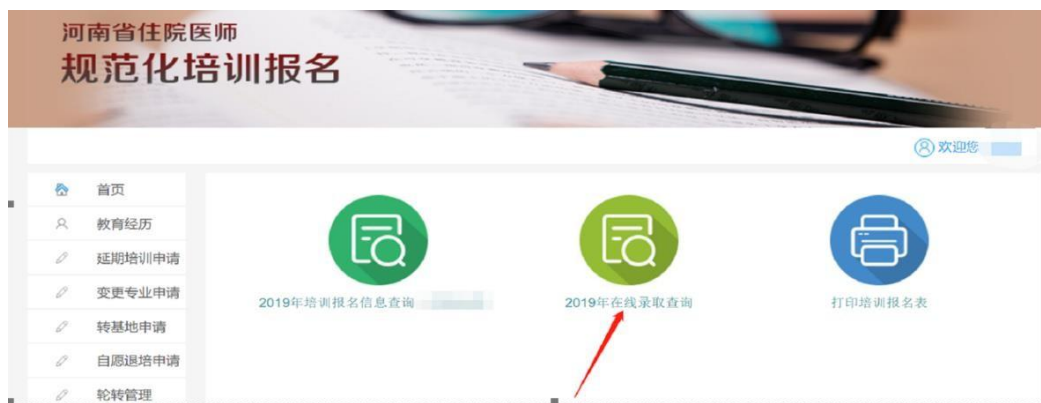 河南省住院医师
规范化培训报名
欢迎您
首页
教育经历
延期培训申请
变更专业申请
转基地申请
自愿退培申请
轮转管理
2019年培训报名信息查询
2019年在线录取查询
打印培训报名表